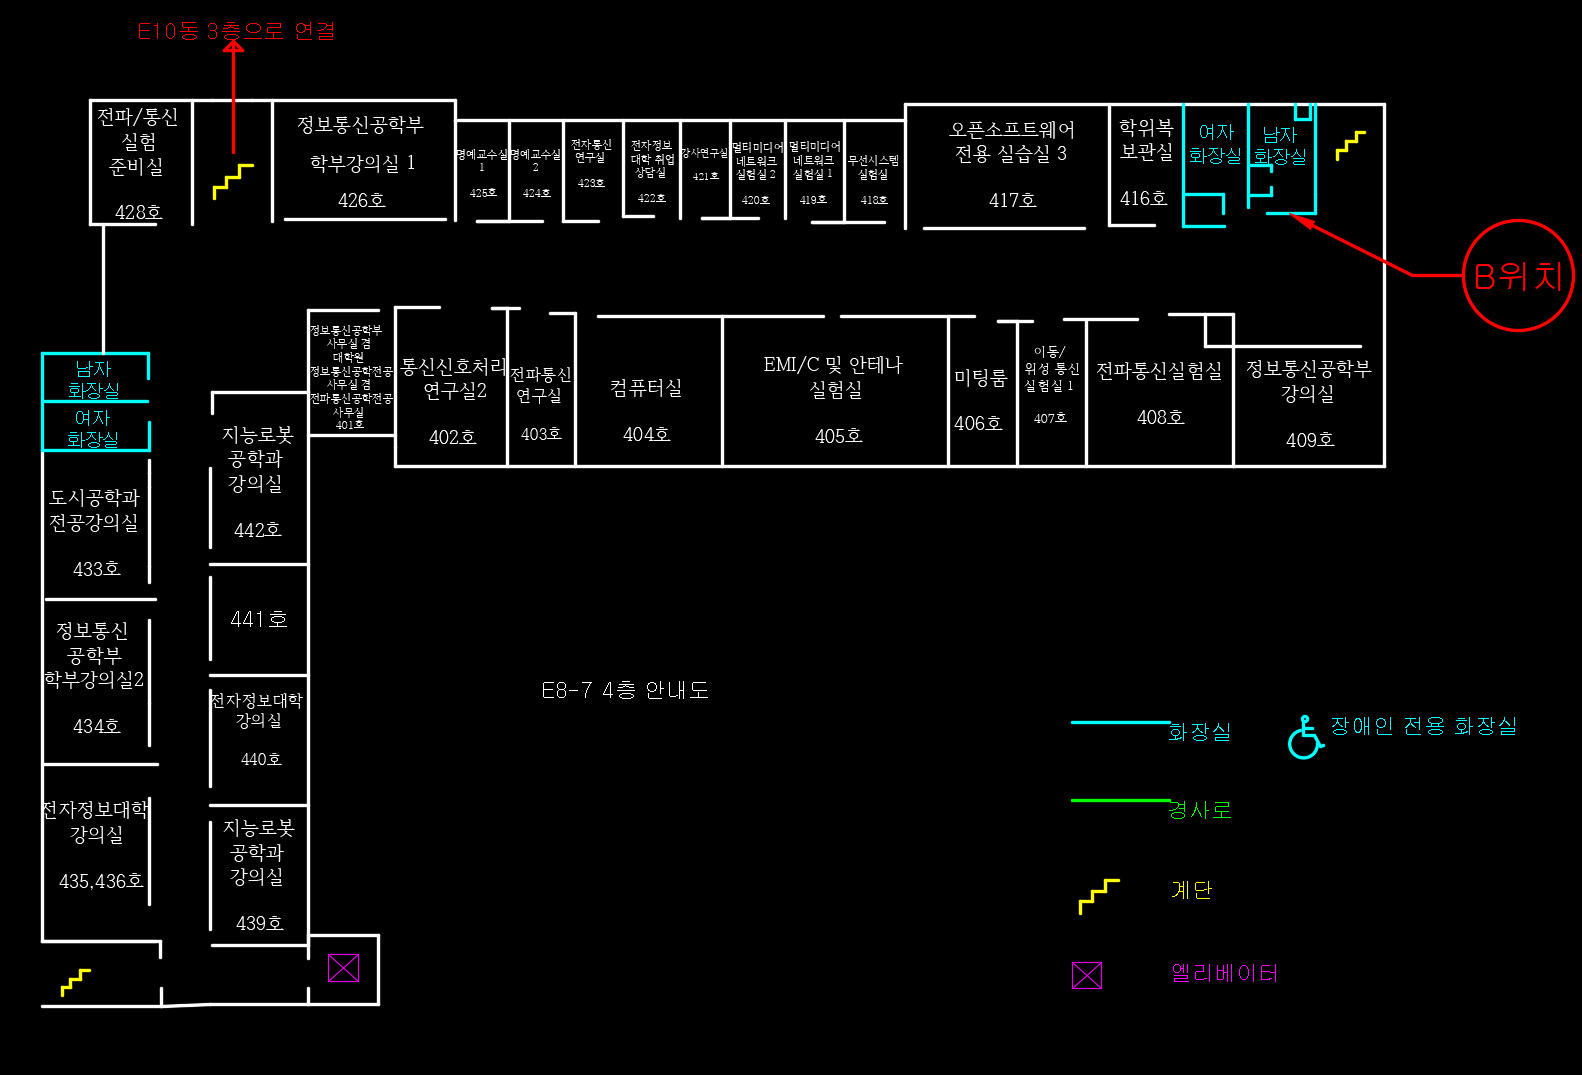 E10동 3층으로 연결
전파/통신
실험
준비실
428호
정보통신공학부
학부강의실 1
426호
명예교수실
1
425호
명예교수실
2
424호
전자통신
연구실
423호
전자정보
대학 취업
상담실
422호
강사연구실
421호
멀티미디어
네트워크
실험실 2
420호
멀티미디어
네트워크
실험실 1
419호
무선시스템
실험실
418호
오픈소프트웨어
전용 실습실 3
417호
학위복
보관실
416호
여자
화장실
남자
화장실
B위치
정보통신공학부
사무실 겸
대학원
정보통신공학전공
사무실 겸
전파통신공학전공
사무실
401호
통신신호처리
연구실2
402호
전파통신
연구실
403호
컴퓨터실
404호
EMI/C 및 안테나
실험실
405호
미팅룸
406호
이동/
위성 통신
실험실 1
407호
전파통신실험실
408호
정보통신공학부
강의실
409호
남자
화장실
여자
화장실
지능로봇
공학과
강의실
442호
도시공학과
전공강의실
433호
441호
정보통신
공학부
학부강의실2
434호
전자정보대학
강의실
440호
전자정보대학
강의실
435,436호
지능로봇
공학과
강의실
439호
E8-7 4층 안내도
화장실
장애인 전용 화장실
경사로
계단
엘리베이터